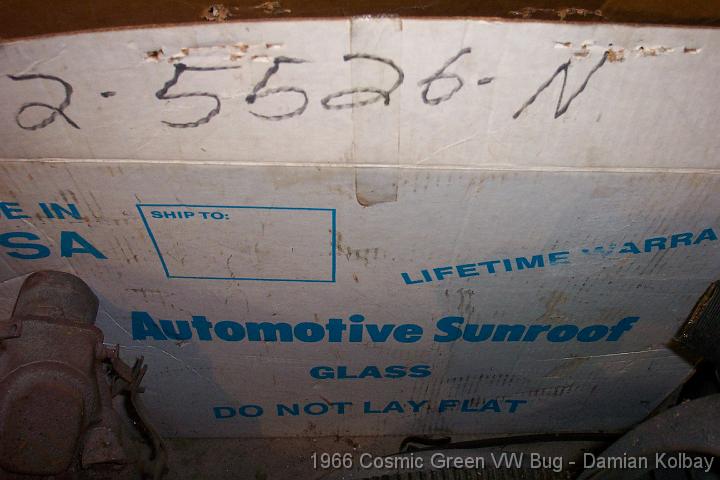 2-5526-N
E IN
SA
SHIP TO:
LIFETIME WARRA
Automotive Sunroof
GLASS
DO NOT LAY FLAT
1966 Cosmic Green VW Bug - Damian Kolbay